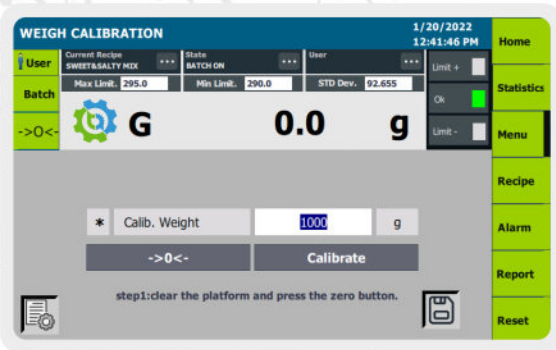 WEIGH CALIBRATION
1/20/2022
12:41:46 PM
Home
User
Current Recipe
SWEET&SALTY MIX
...
State
BATCH ON
...
User
...
Limit +
Batch
Max Limit. 295.0
Min Limit. 290.0
STD Dev. 92.655
Ok
Statistics
->0<-
G
0.0
g
Limit -
Menu
Recipe
* Calib. Weight 1000 g
Alarm
->0<-
Calibrate
Report
step1:clear the platform and press the zero button.
Reset